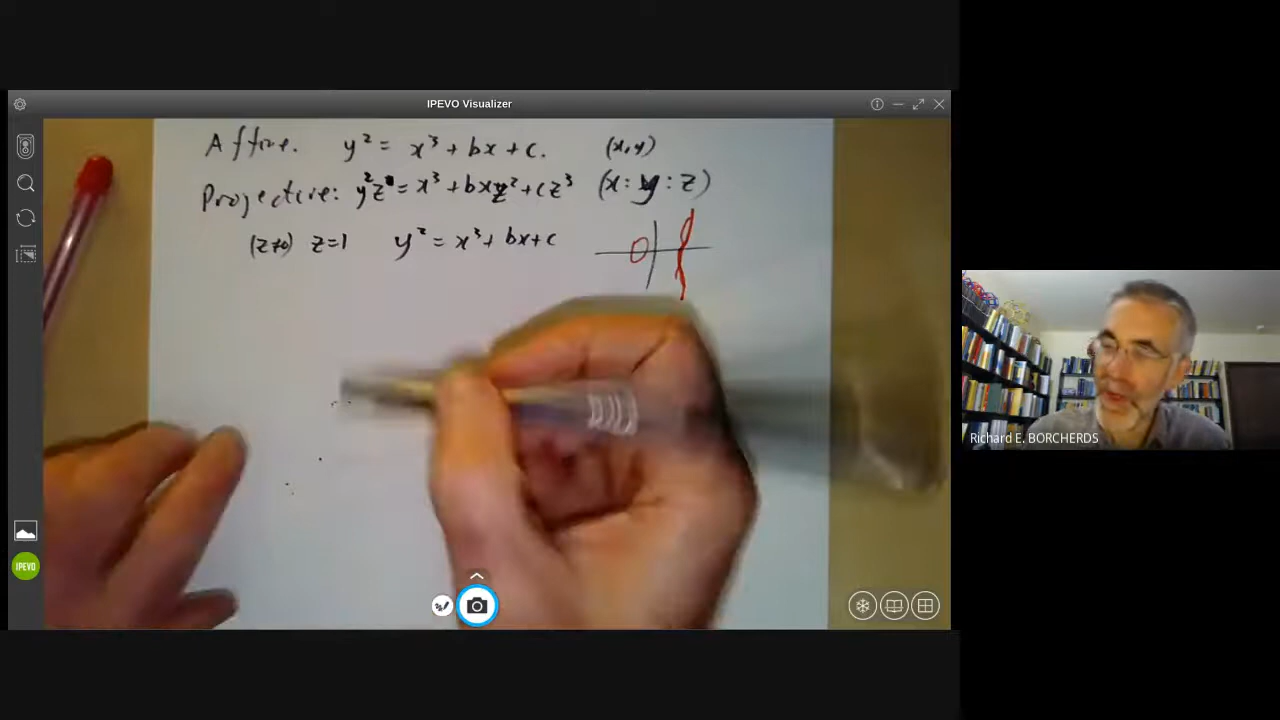 IPEVO Visualizer
Affine. y² = x³ + bx + c. (x,y)
Projective: y²z = x³ + bxz² + cz³ (x : y : z)
(z≠0) z=1 y² = x³ + bx + c
Richard E. BORCHERDS
IPEVO